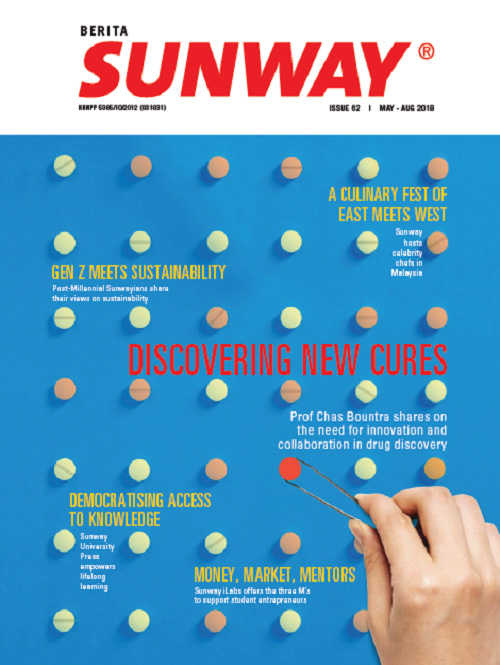 BERITA
SUNWAY®
KDNPP 5365/10/2012 (031031)
ISSUE 62 | MAY - AUG 2018
A CULINARY FEST OF
EAST MEETS WEST
Sunway
hosts
celebrity
chefs in
Malaysia
GEN Z MEETS SUSTAINABILITY
Post-Millennial Sunwayians share
their views on sustainability
DISCOVERING NEW CURES
Prof Chas Bountra shares on
the need for innovation and
collaboration in drug discovery
DEMOCRATISING ACCESS
TO KNOWLEDGE
Sunway
University
Press
empowers
lifelong
learning
MONEY, MARKET, MENTORS
Sunway iLabs offers the three M's
to support student entrepreneurs